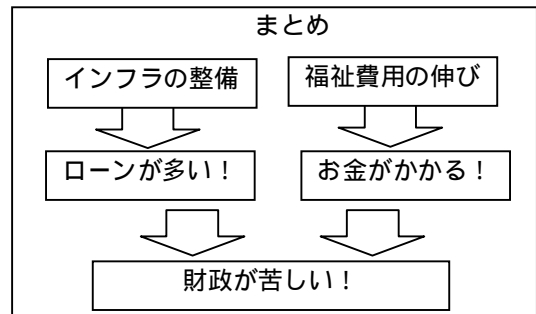 まとめ
インフラの整備
福祉費用の伸び
ローンが多い！
お金がかかる！
財政が苦しい！